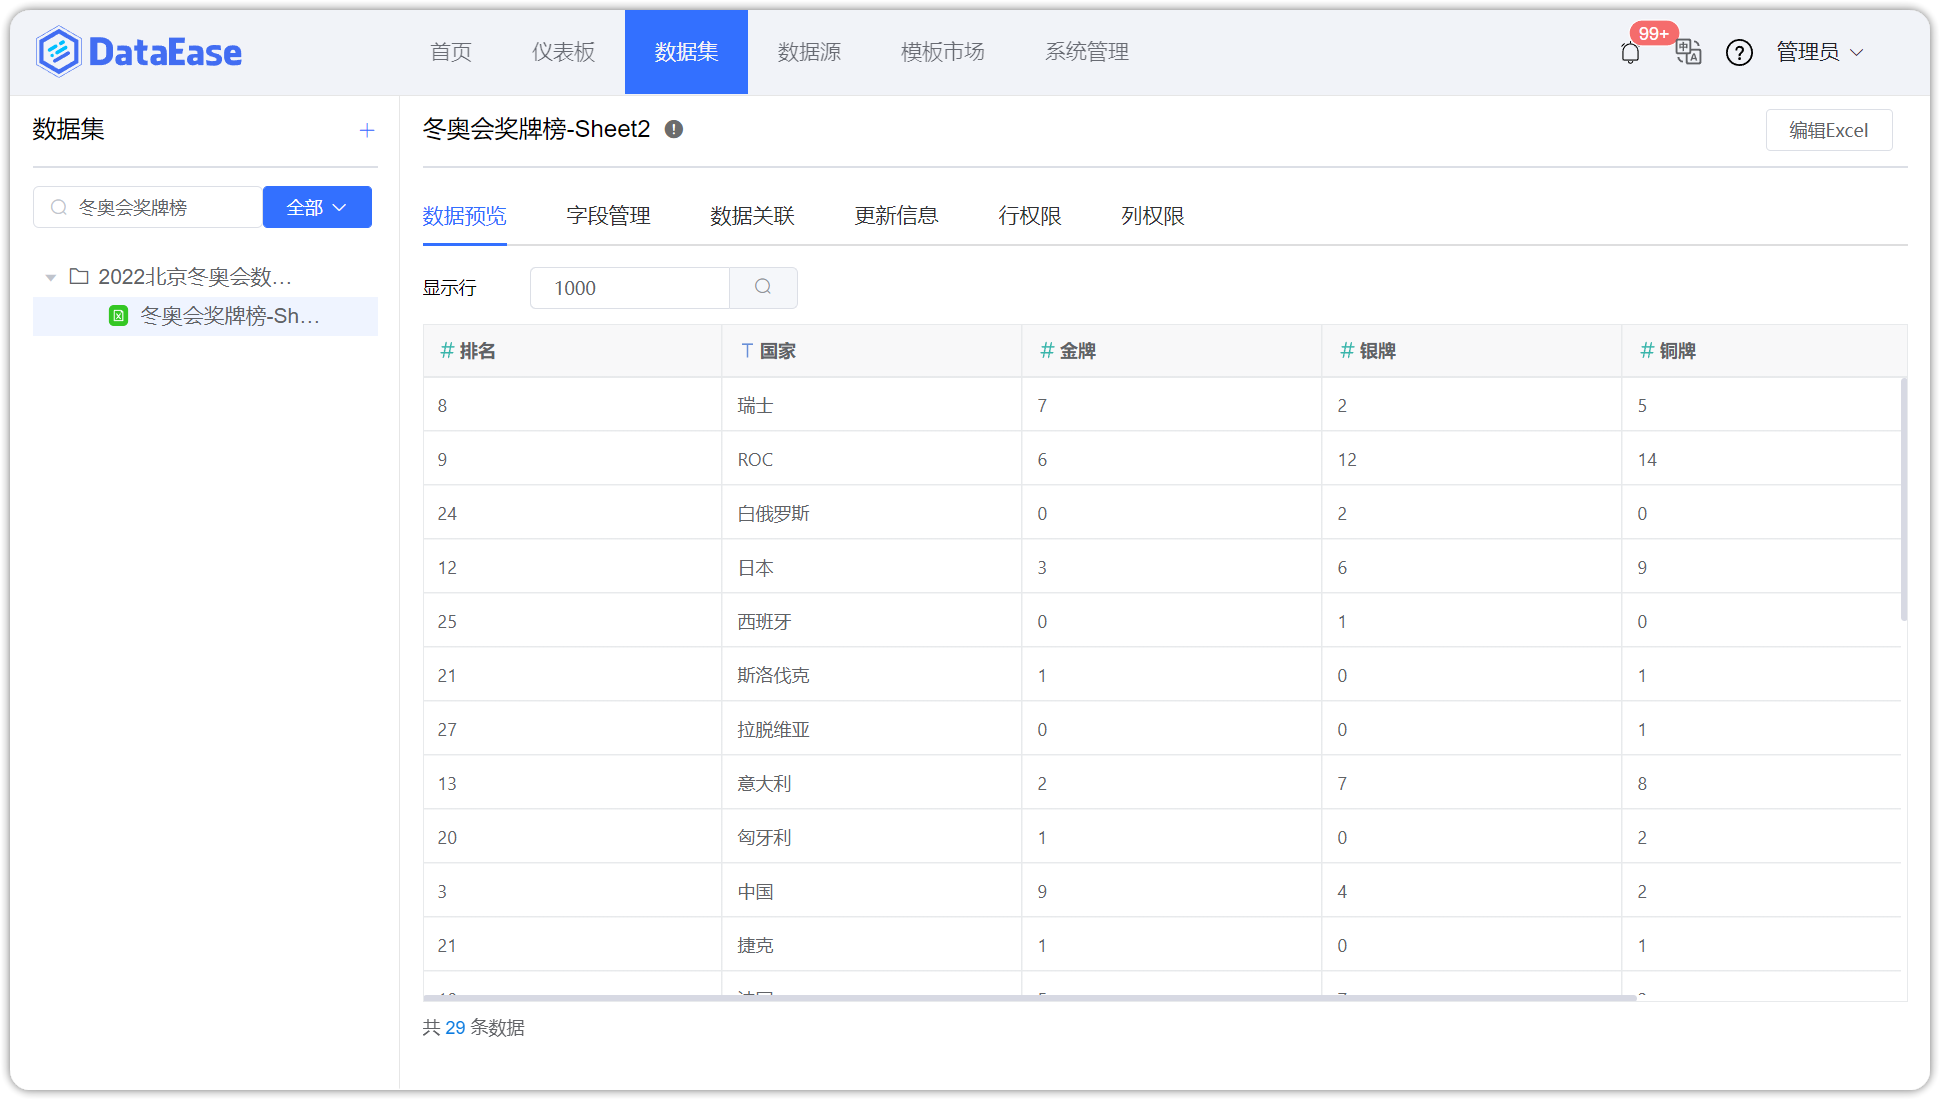 DataEase 首页 仪表板 数据集 数据源 模板市场 系统管理 99+ 管理员
数据集
冬奥会奖牌榜 全部
2022北京冬奥会数...
冬奥会奖牌榜-Sh...
冬奥会奖牌榜-Sheet2 编辑Excel
数据预览 字段管理 数据关联 更新信息 行权限 列权限
显示行 1000
# 排名 T 国家 # 金牌 # 银牌 # 铜牌
8 瑞士 7 2 5
9 ROC 6 12 14
24 白俄罗斯 0 2 0
12 日本 3 6 9
25 西班牙 0 1 0
21 斯洛伐克 1 0 1
27 拉脱维亚 0 0 1
13 意大利 2 7 8
20 匈牙利 1 0 2
3 中国 9 4 2
21 捷克 1 0 1
共 29 条数据